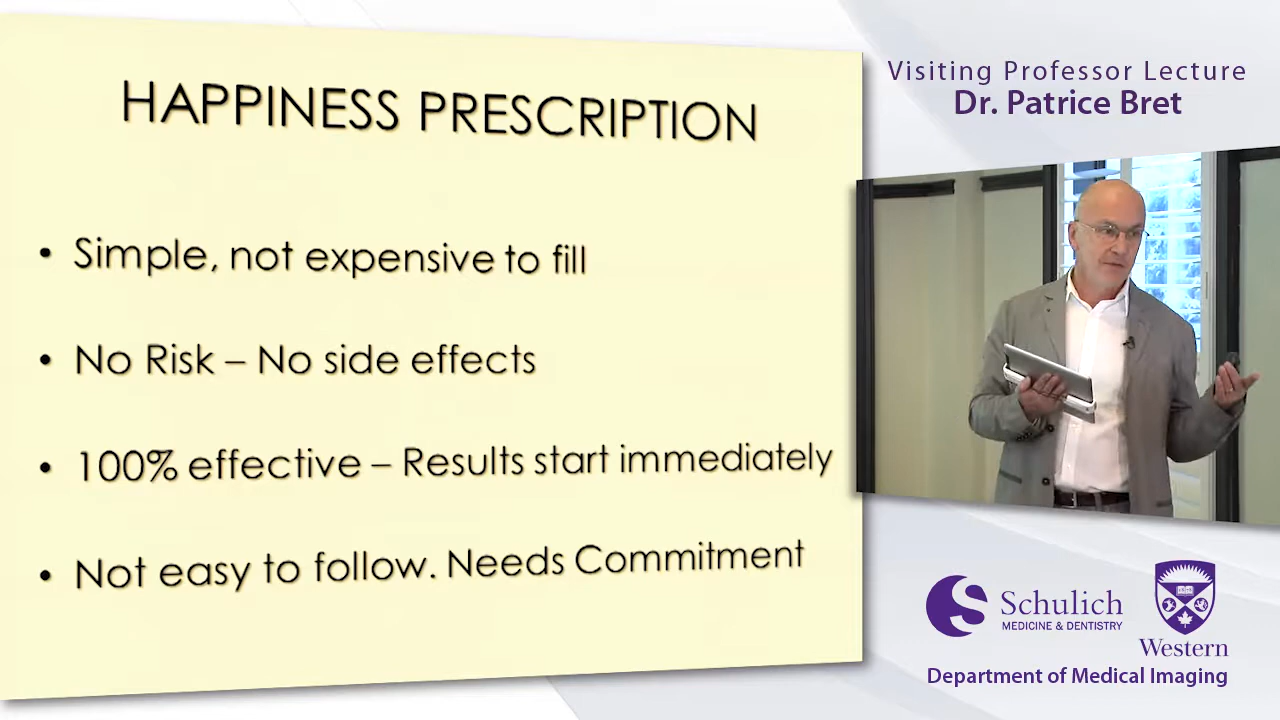 HAPPINESS PRESCRIPTION
• Simple, not expensive to fill
• No Risk – No side effects
• 100% effective – Results start immediately
• Not easy to follow. Needs Commitment
Visiting Professor Lecture
Dr. Patrice Bret
Schulich
MEDICINE & DENTISTRY
Western
Department of Medical Imaging